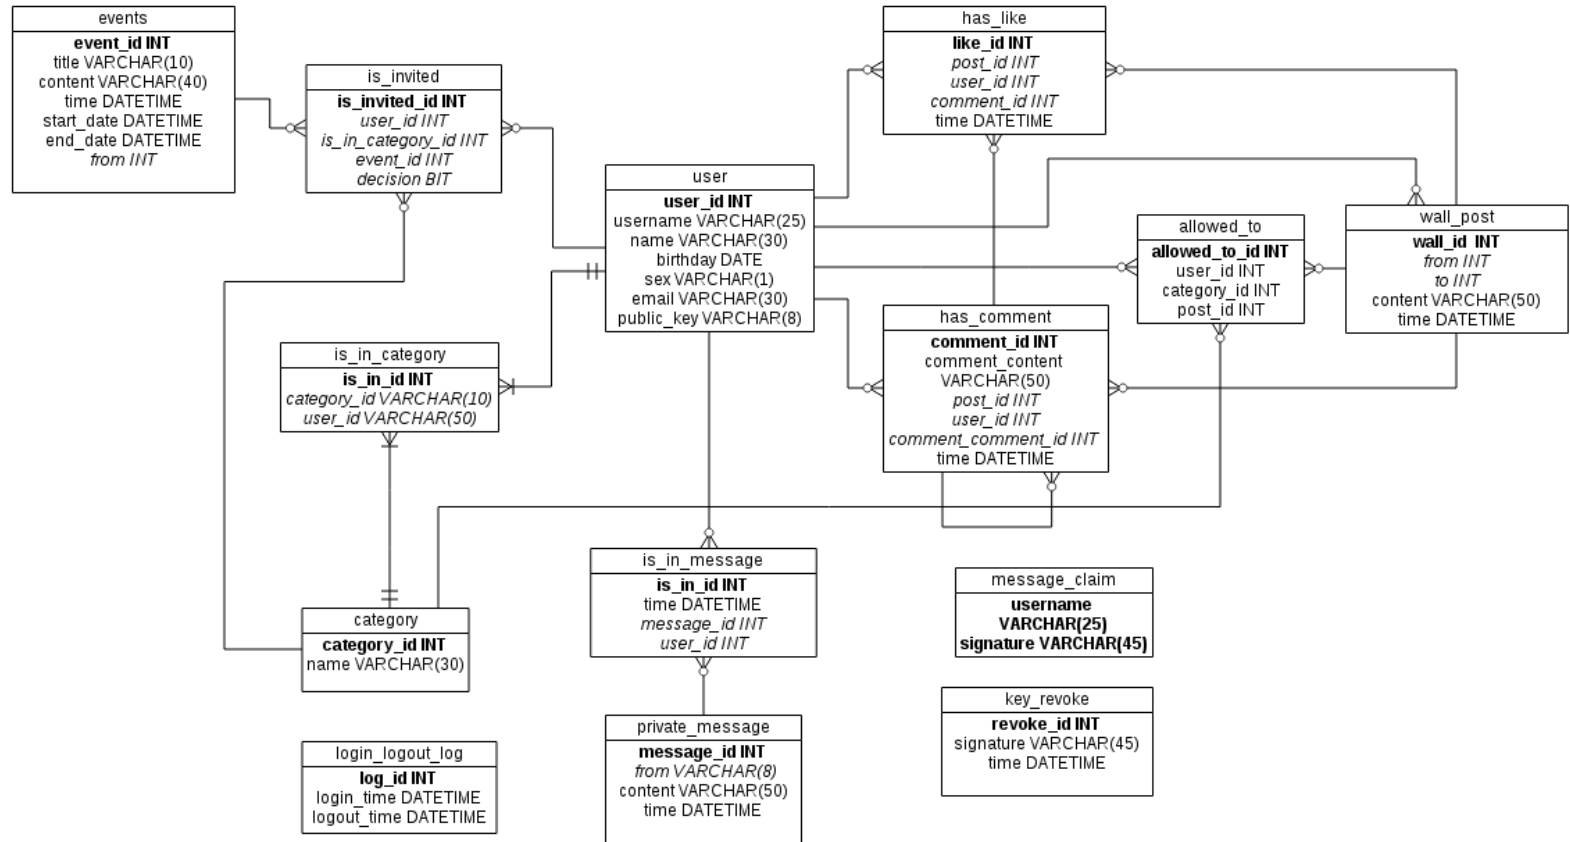 events
event_id INT
title VARCHAR(10)
content VARCHAR(40)
time DATETIME
start_date DATETIME
end_date DATETIME
from INT
is_invited
is_invited_id INT
user_id INT
is_in_category_id INT
event_id INT
decision BIT
user
user_id INT
username VARCHAR(25)
name VARCHAR(30)
birthday DATE
sex VARCHAR(1)
email VARCHAR(30)
public_key VARCHAR(8)
has_like
like_id INT
post_id INT
user_id INT
comment_id INT
time DATETIME
allowed_to
allowed_to_id INT
user_id INT
category_id INT
post_id INT
wall_post
wall_id INT
from INT
to INT
content VARCHAR(50)
time DATETIME
has_comment
comment_id INT
comment_content
VARCHAR(50)
post_id INT
user_id INT
comment_comment_id INT
time DATETIME
is_in_category
is_in_id INT
category_id VARCHAR(10)
user_id VARCHAR(50)
category
category_id INT
name VARCHAR(30)
is_in_message
is_in_id INT
time DATETIME
message_id INT
user_id INT
message_claim
username
VARCHAR(25)
signature VARCHAR(45)
key_revoke
revoke_id INT
signature VARCHAR(45)
time DATETIME
private_message
message_id INT
from VARCHAR(8)
content VARCHAR(50)
time DATETIME
login_logout_log
log_id INT
login_time DATETIME
logout_time DATETIME